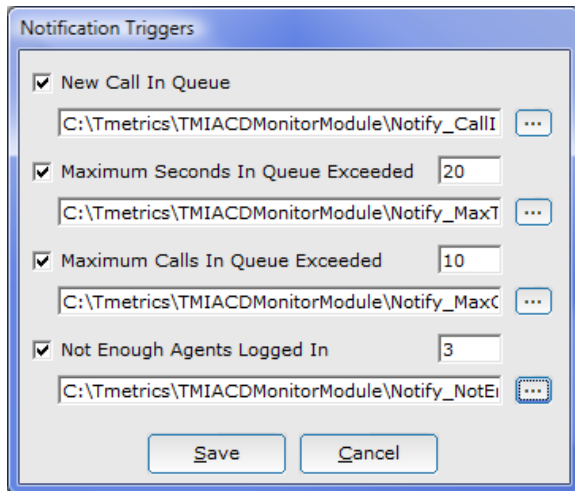 Notification Triggers
New Call In Queue
C:\Tmetrics\TMIACDMonitorModule\Notify_CallI
...
Maximum Seconds In Queue Exceeded 20
C:\Tmetrics\TMIACDMonitorModule\Notify_MaxT
...
Maximum Calls In Queue Exceeded 10
C:\Tmetrics\TMIACDMonitorModule\Notify_MaxC
...
Not Enough Agents Logged In 3
C:\Tmetrics\TMIACDMonitorModule\Notify_NotEn
...
Save Cancel